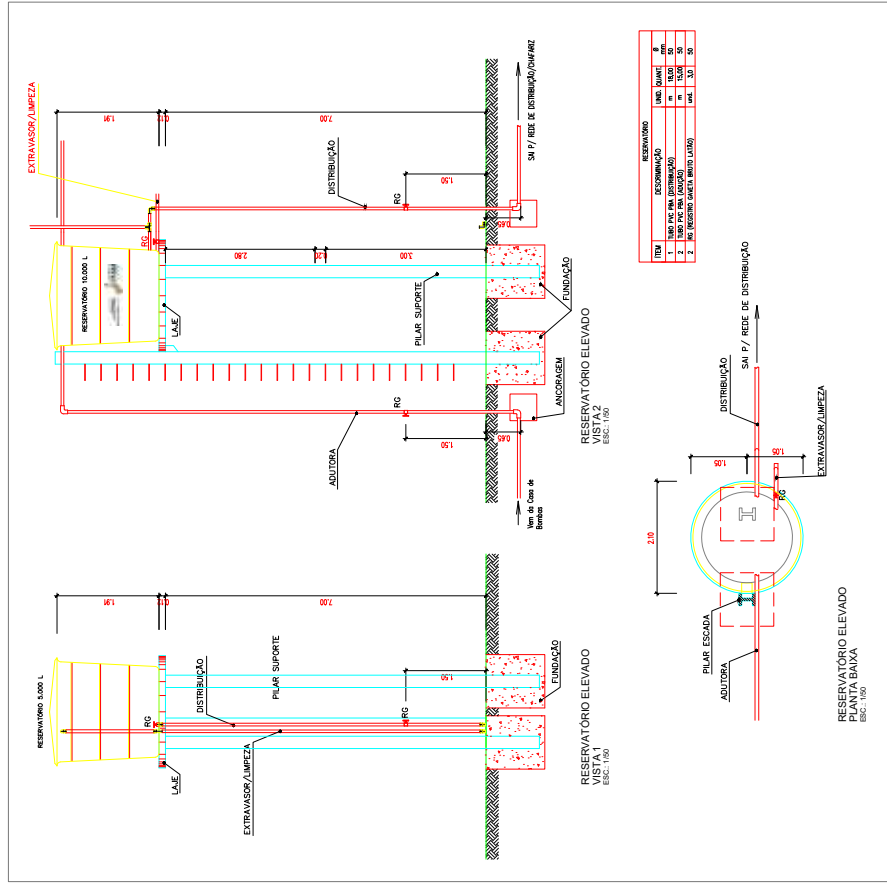 EXTRAVASOR/LIMPEZA
1.91
0.12
7.00
RESERVATÓRIO 10.000 L
RG
DISTRIBUIÇÃO
RG
1.50
SAI P/ REDE DE DISTRIBUIÇÃO/CHAFARIZ
0.65
LAJE
2.80
0.20
3.00
PILAR SUPORTE
FUNDAÇÃO
ADUTORA
RG
1.50
0.65
ANCORAGEM
Vem da Casa de
Bombas
RESERVATÓRIO ELEVADO
VISTA 2
ESC.: 1/50
RESERVATÓRIO 5.000 L
1.91
0.12
7.00
RG
DISTRIBUIÇÃO
PILAR SUPORTE
LAJE
EXTRAVASOR/LIMPEZA
RG
1.50
FUNDAÇÃO
RESERVATÓRIO ELEVADO
VISTA 1
ESC.: 1/50
RESERVATÓRIO
ITEM DESCRIMINAÇÃO UNID. QUANT. Ø mm
1 TUBO PVC PBA (DISTRIBUIÇÃO) m 18,00 50
2 TUBO PVC PBA (ADUÇÃO) m 15,00 50
2 RG (REGISTRO GAVETA BRUTO LATÃO) und. 3,0 50
2.10
1.05
1.05
DISTRIBUIÇÃO
SAI P/ REDE DE DISTRIBUIÇÃO
EXTRAVASOR/LIMPEZA
RG
PILAR ESCADA
ADUTORA
RESERVATÓRIO ELEVADO
PLANTA BAIXA
ESC.: 1/50